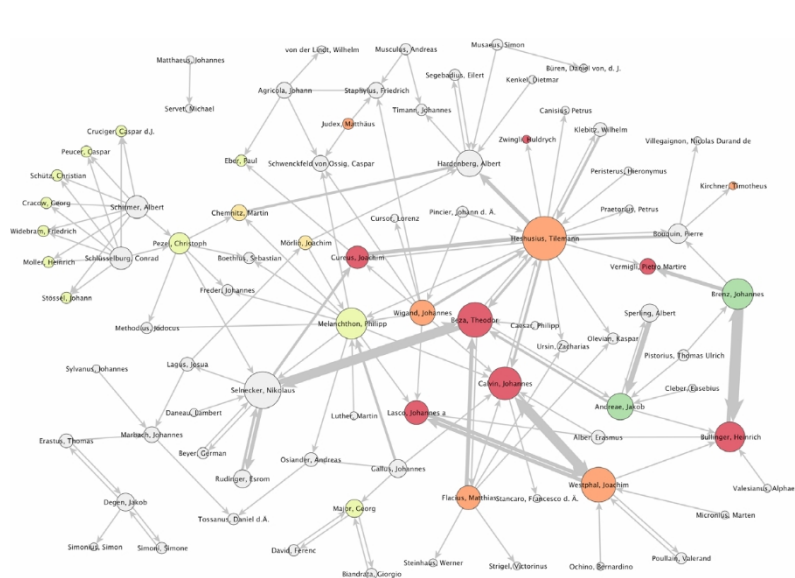 von der Lindt, Wilhelm
Musculus, Andreas
Musaeus, Simon
Matthaeus, Johannes
Büren, Daniel von, d. J.
Segebadius, Eilert
Kenkel, Dietmar
Agricola, Johann
Staphylus, Friedrich
Servet, Michael
Timann, Johannes
Canisius, Petrus
Judex, Matthäus
Klebitz, Wilhelm
Cruciger, Caspar d.J.
Zwingli, Huldrych
Villegaignon, Nicolas Durand de
Peucer, Caspar
Eber, Paul
Schwenckfeld von Ossig, Caspar
Hardenberg, Albert
Schütz, Christian
Peristerus, Hieronymus
Kirchner, Timotheus
Cracow, Georg
Schirmer, Albert
Chemnitz, Martin
Cursor, Lorenz
Pincier, Johann d. Ä.
Praetorius, Petrus
Widebram, Friedrich
Pezel, Christoph
Mörlin, Joachim
Heshusius, Tilemann
Bouquin, Pierre
Moller, Heinrich
Schlüsselburg, Conrad
Boethius, Sebastian
Cureus, Joachim
Vermigli, Pietro Martire
Stössel, Johann
Freder, Johannes
Brenz, Johannes
Methodius, Jodocus
Melanchthon, Philipp
Wigand, Johannes
Beza, Theodor
Caesar, Philipp
Sperling, Albert
Ursin, Zacharias
Olevian, Kaspar
Pistorius, Thomas Ulrich
Sylvanus, Johannes
Lagus, Josua
Selnecker, Nikolaus
Calvin, Johannes
Cleber, Eusebius
Daneau, Lambert
Luther, Martin
Lasco, Johannes a
Andreae, Jakob
Erastus, Thomas
Marbach, Johannes
Beyer, German
Alber, Erasmus
Bullinger, Heinrich
Rudinger, Esrom
Osiander, Andreas
Gallus, Johannes
Westphal, Joachim
Valesianus, Alphae
Degen, Jakob
Major, Georg
Flacius, Matthias
Stancaro, Francesco d. Ä.
Tossanus, Daniel d.Ä.
Micronius, Marten
Simonius, Simon
Simoni, Simone
David, Ferenc
Biandrata, Giorgio
Steinhaus, Werner
Strigel, Victorinus
Ochino, Bernardino
Poullain, Valerand